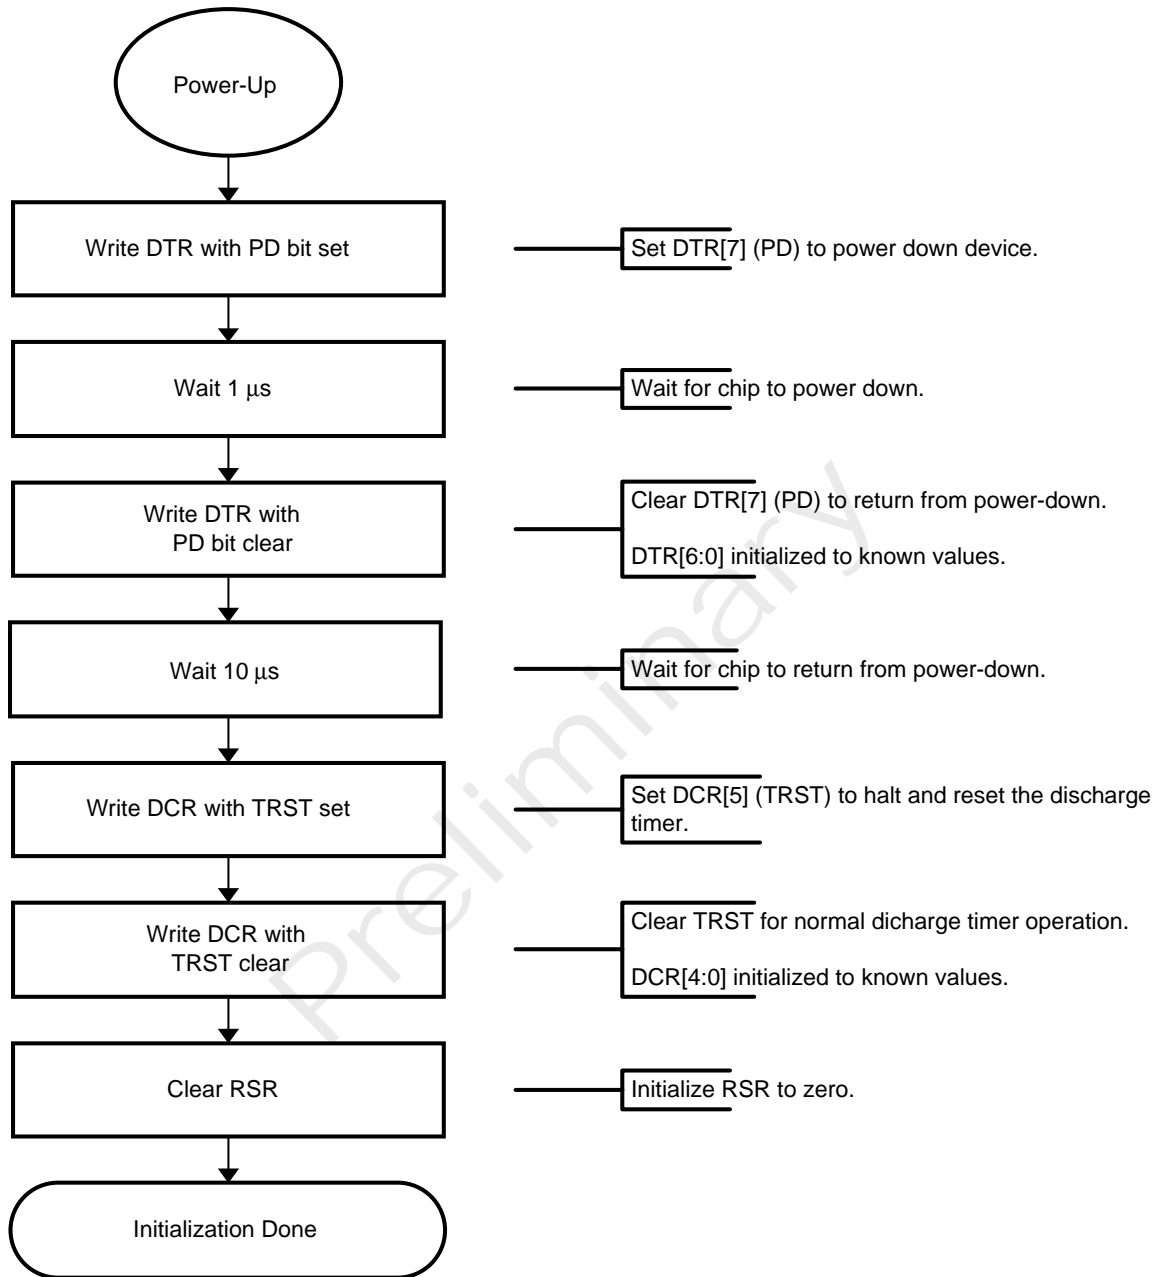 Power-Up
Write DTR with PD bit set
Set DTR[7] (PD) to power down device.
Wait 1 µs
Wait for chip to power down.
Write DTR with
PD bit clear
Clear DTR[7] (PD) to return from power-down.
DTR[6:0] initialized to known values.
Wait 10 µs
Wait for chip to return from power-down.
Write DCR with TRST set
Set DCR[5] (TRST) to halt and reset the discharge
timer.
Write DCR with
TRST clear
Clear TRST for normal dicharge timer operation.
DCR[4:0] initialized to known values.
Clear RSR
Initialize RSR to zero.
Initialization Done
Preliminary